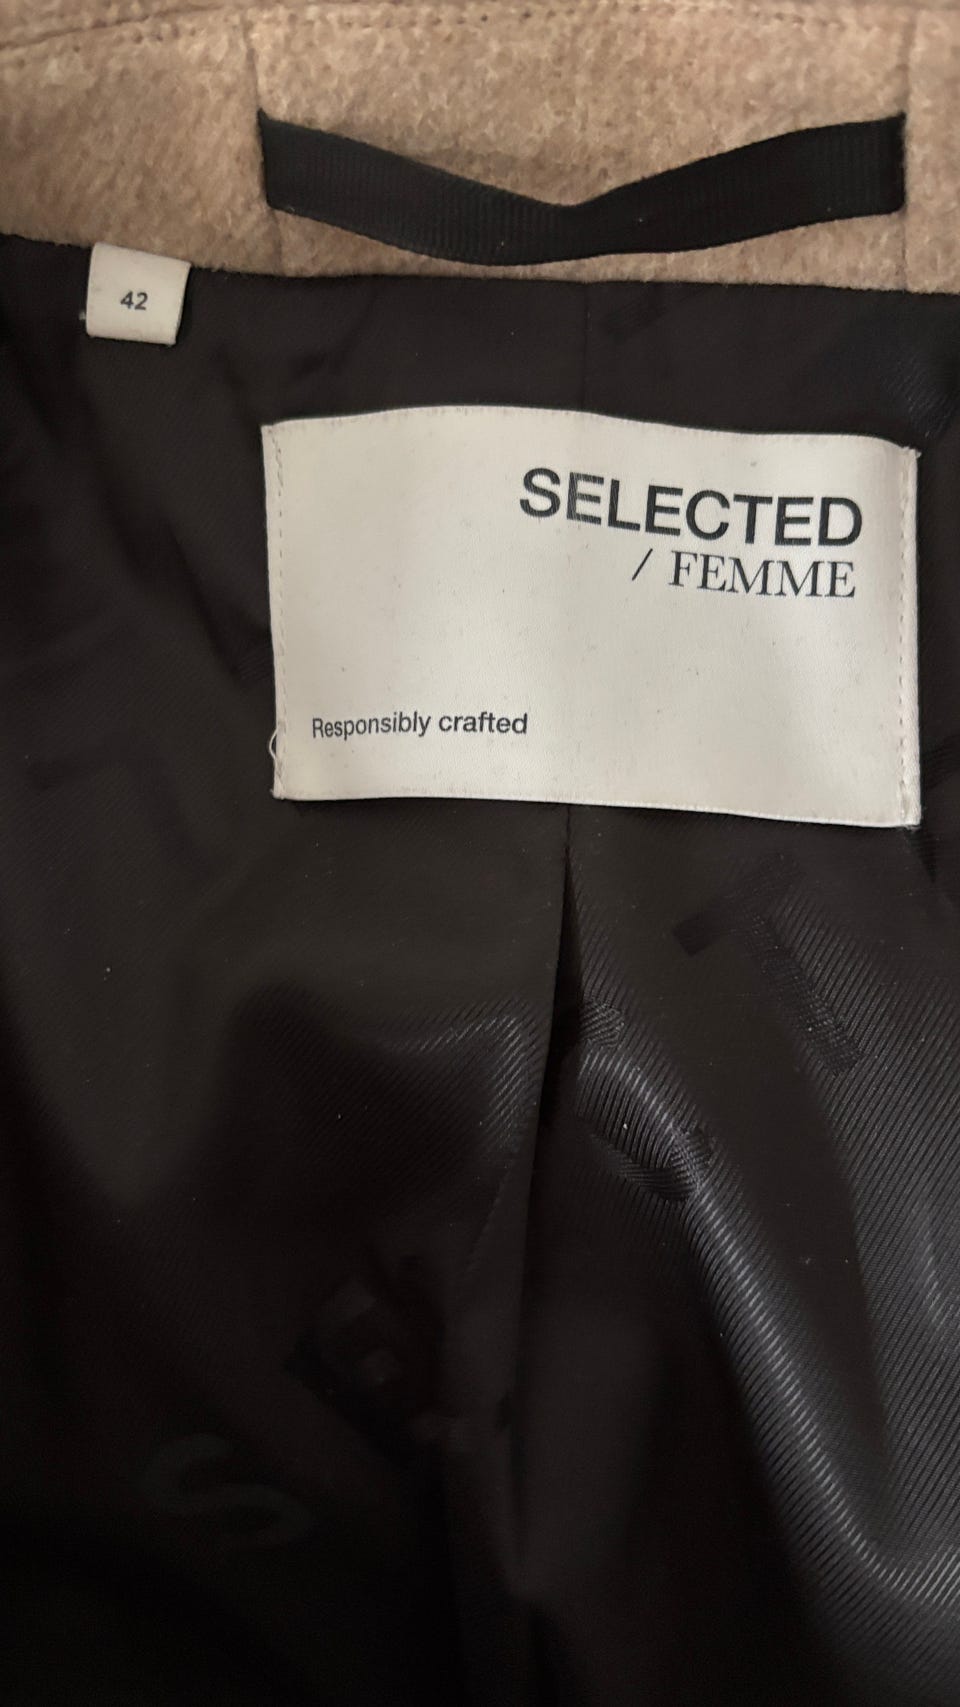 42
SELECTED
/ FEMME
Responsibly crafted